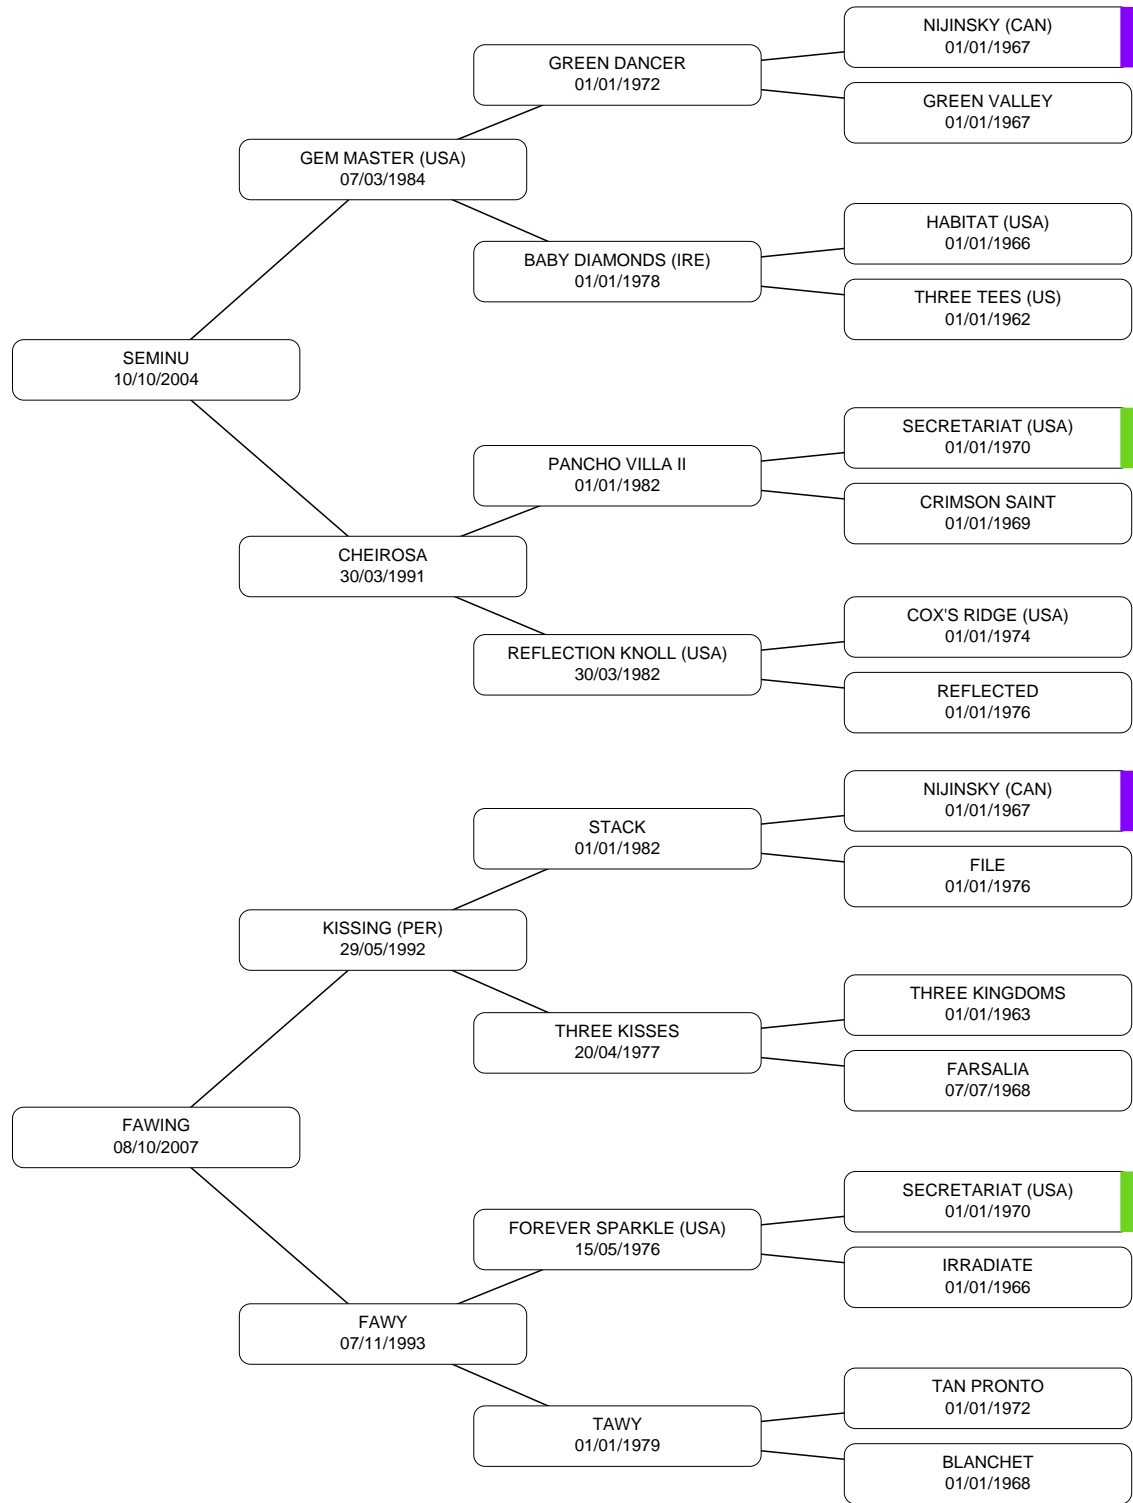 NIJINSKY (CAN)
01/01/1967
GREEN DANCER
01/01/1972
GREEN VALLEY
01/01/1967
GEM MASTER (USA)
07/03/1984
HABITAT (USA)
01/01/1966
BABY DIAMONDS (IRE)
01/01/1978
THREE TEES (US)
01/01/1962
SEMINU
10/10/2004
SECRETARIAT (USA)
01/01/1970
PANCHO VILLA II
01/01/1982
CRIMSON SAINT
01/01/1969
CHEIROSA
30/03/1991
COX'S RIDGE (USA)
01/01/1974
REFLECTION KNOLL (USA)
30/03/1982
REFLECTED
01/01/1976
NIJINSKY (CAN)
01/01/1967
STACK
01/01/1982
FILE
01/01/1976
KISSING (PER)
29/05/1992
THREE KINGDOMS
01/01/1963
THREE KISSES
20/04/1977
FARSALIA
07/07/1968
FAWING
08/10/2007
SECRETARIAT (USA)
01/01/1970
FOREVER SPARKLE (USA)
15/05/1976
IRRADIATE
01/01/1966
FAWY
07/11/1993
TAN PRONTO
01/01/1972
TAWY
01/01/1979
BLANCHET
01/01/1968